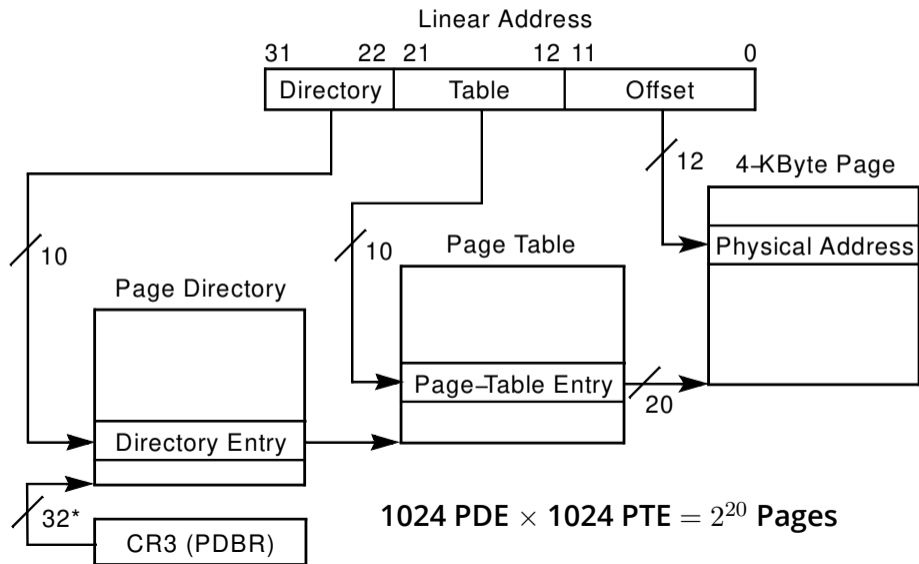 Linear Address
31 22 21 12 11 0
Directory Table Offset
12
4–KByte Page
Physical Address
10
10
Page Table
Page Directory
Page–Table Entry
20
Directory Entry
32*
CR3 (PDBR)
1024 PDE × 1024 PTE = 2^20 Pages